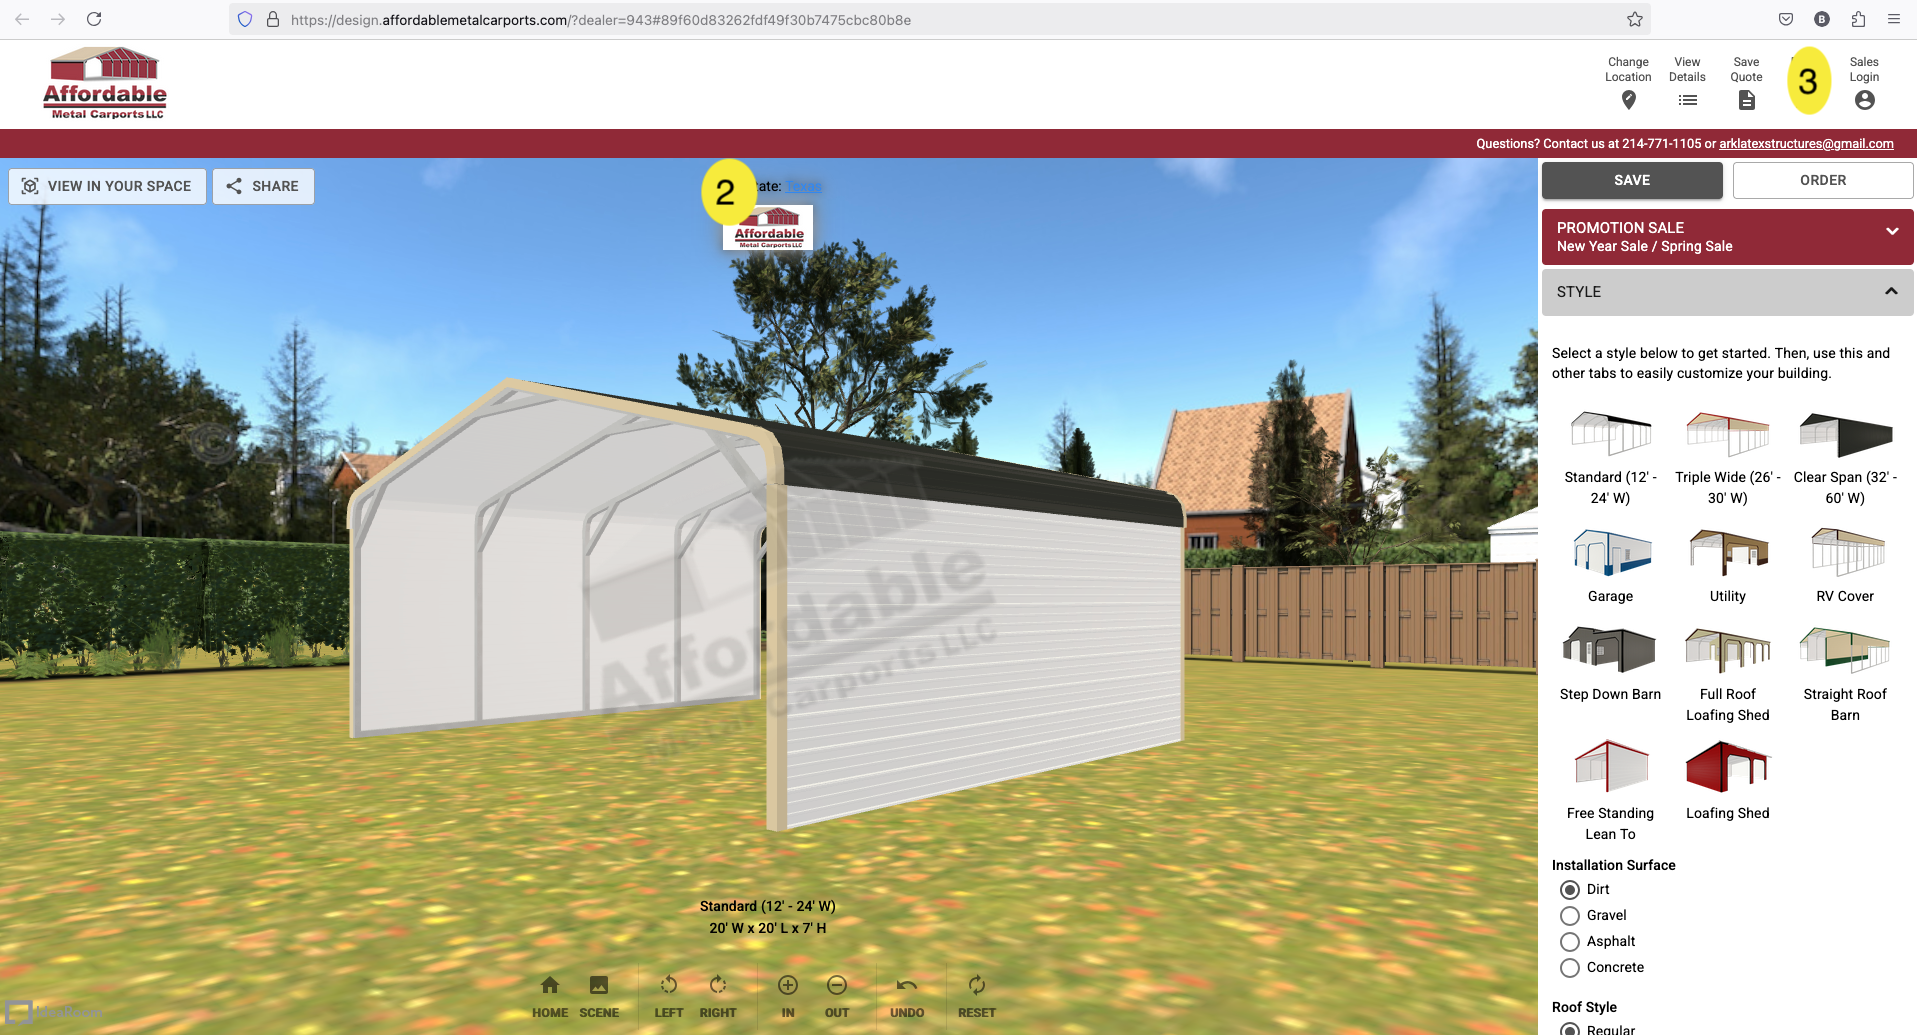 https://design.affordablemetalcarports.com/?dealer=943#89f60d83262fdf49f30b7475cbc80b8e
B
Affordable
Metal Carports LLC
Change
Location
View
Details
Save
Quote
3
Sales
Login
Questions? Contact us at 214-771-1105 or arklatexstructures@gmail.com
VIEW IN YOUR SPACE
SHARE
2
ate: Texas
Affordable
Metal Carports LLC
SAVE
ORDER
PROMOTION SALE
New Year Sale / Spring Sale
STYLE
Select a style below to get started. Then, use this and
other tabs to easily customize your building.
Standard (12' -
24' W)
Triple Wide (26' -
30' W)
Clear Span (32' -
60' W)
Garage
Utility
RV Cover
Step Down Barn
Full Roof
Loafing Shed
Straight Roof
Barn
Free Standing
Lean To
Loafing Shed
Installation Surface
Dirt
Gravel
Asphalt
Concrete
Roof Style
Regular
Affordable
Metal Carports LLC
Standard (12' - 24' W)
20' W x 20' L x 7' H
HOME
SCENE
LEFT
RIGHT
IN
OUT
UNDO
RESET
IdeaRoom